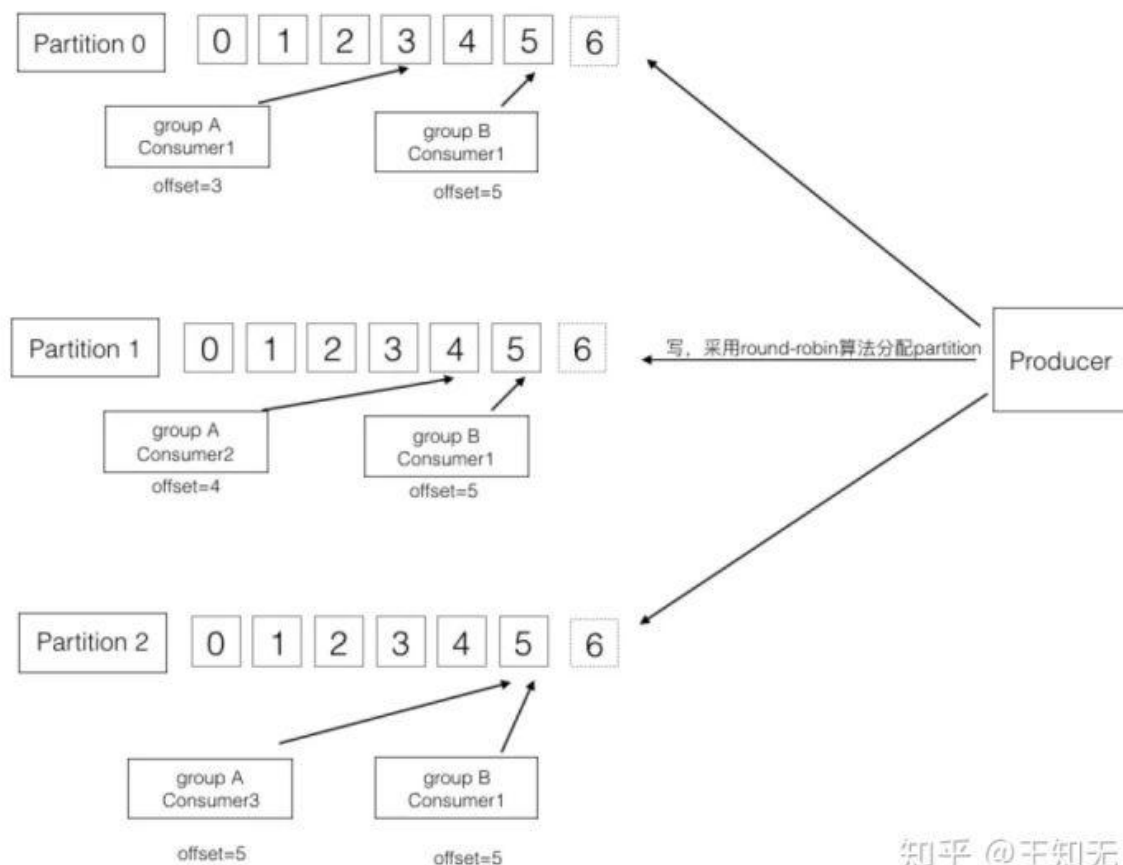 Partition 0 0 1 2 3 4 5 6
group A
Consumer1
offset=3
group B
Consumer1
offset=5
Partition 1 0 1 2 3 4 5 6
写，采用round-robin算法分配partition
Producer
group A
Consumer2
offset=4
group B
Consumer1
offset=5
Partition 2 0 1 2 3 4 5 6
group A
Consumer3
offset=5
group B
Consumer1
offset=5
知乎 @王知无